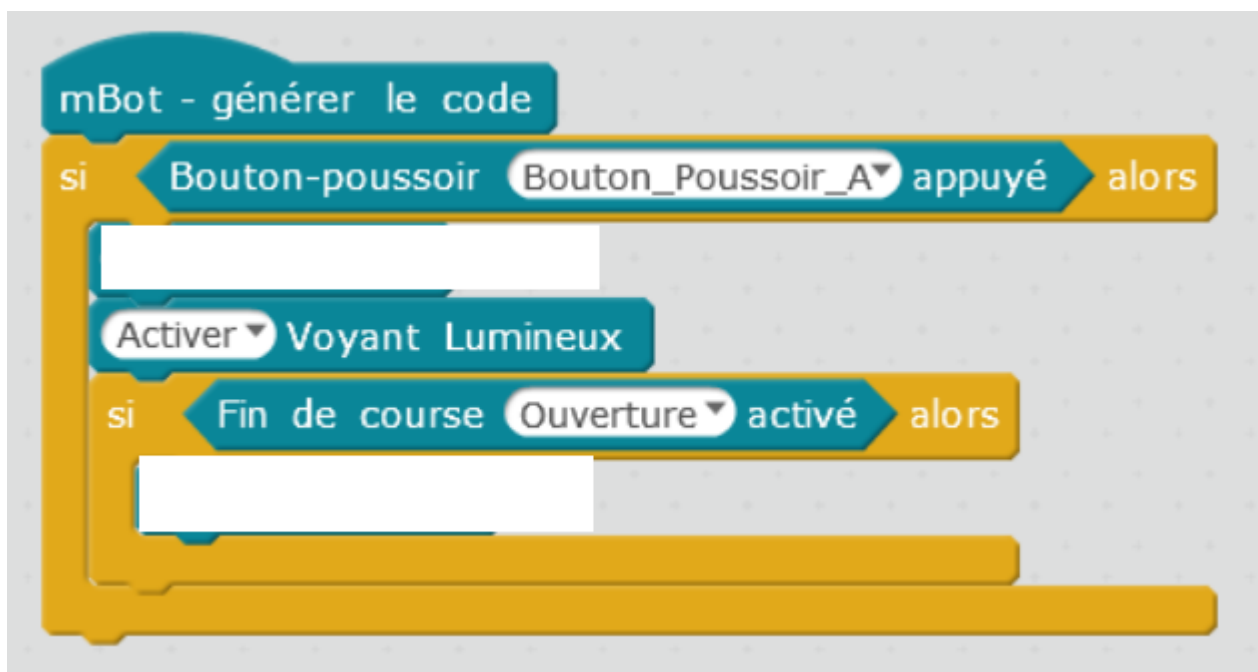 mBot - générer le code
si Bouton-poussoir Bouton_Poussoir_A appuyé alors
Activer Voyant Lumineux
si Fin de course Ouverture activé alors